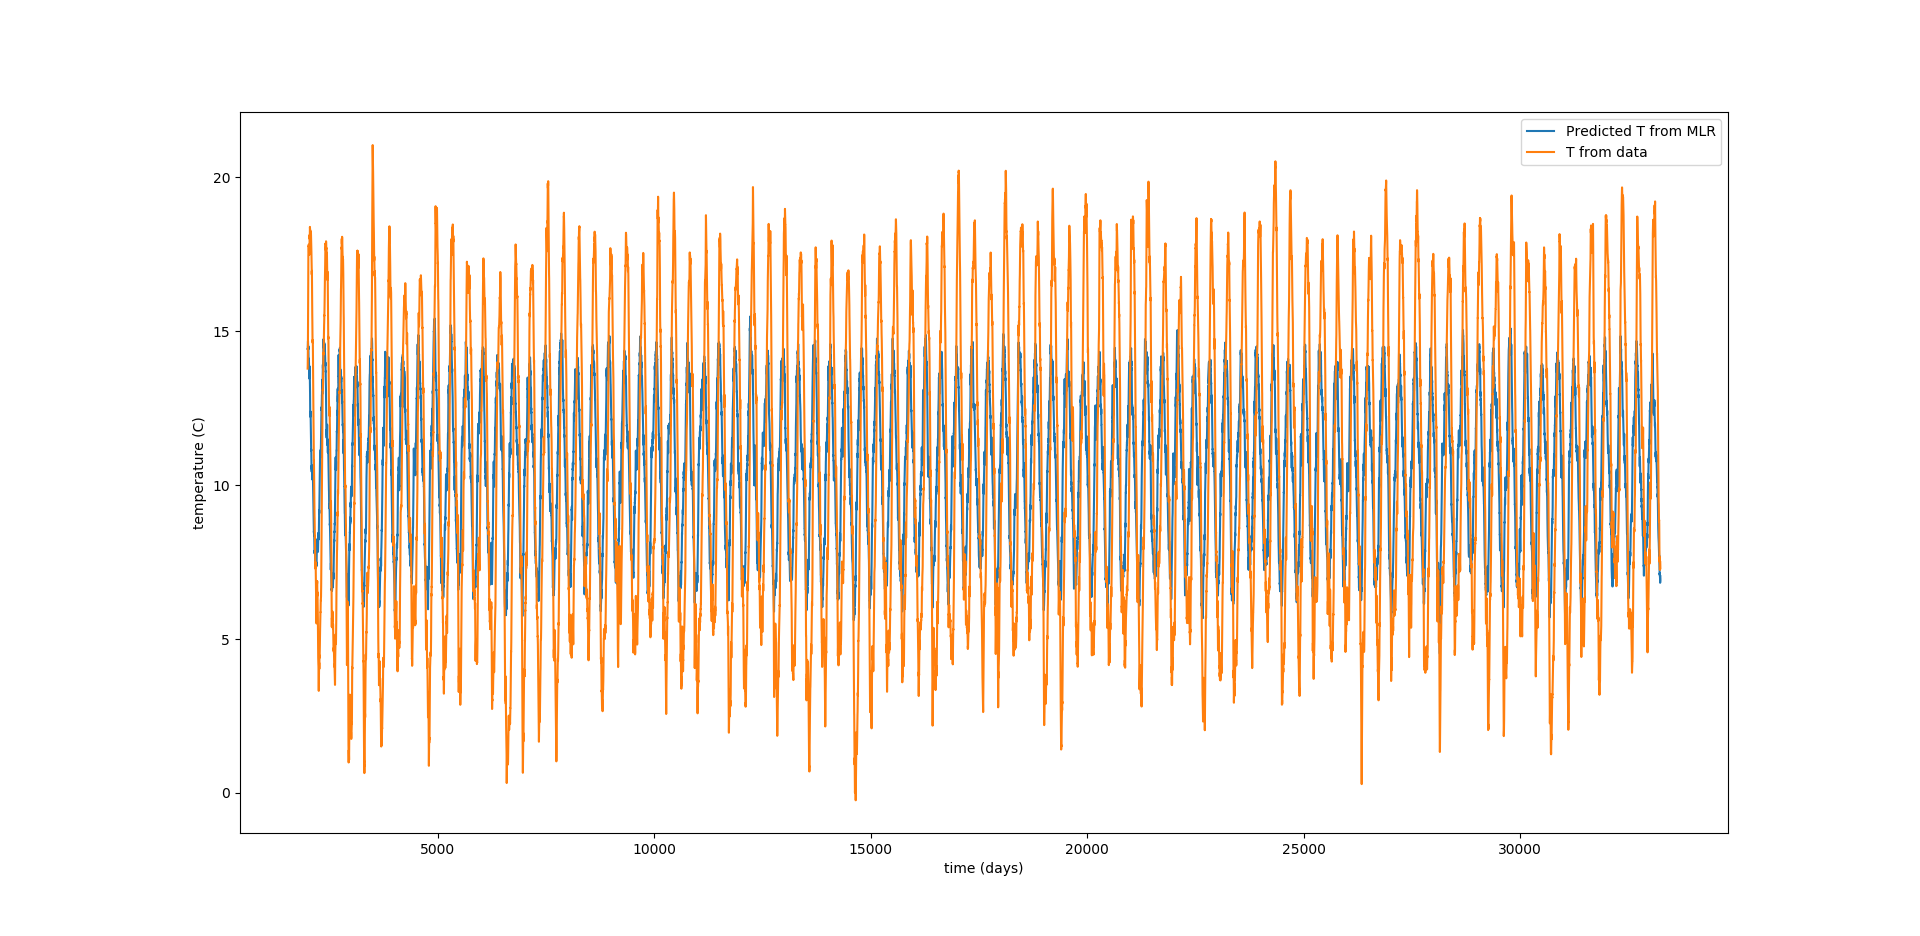 Predicted T from MLR
T from data
20
15
10
5
0
temperature (C)
5000 10000 15000 20000 25000 30000
time (days)